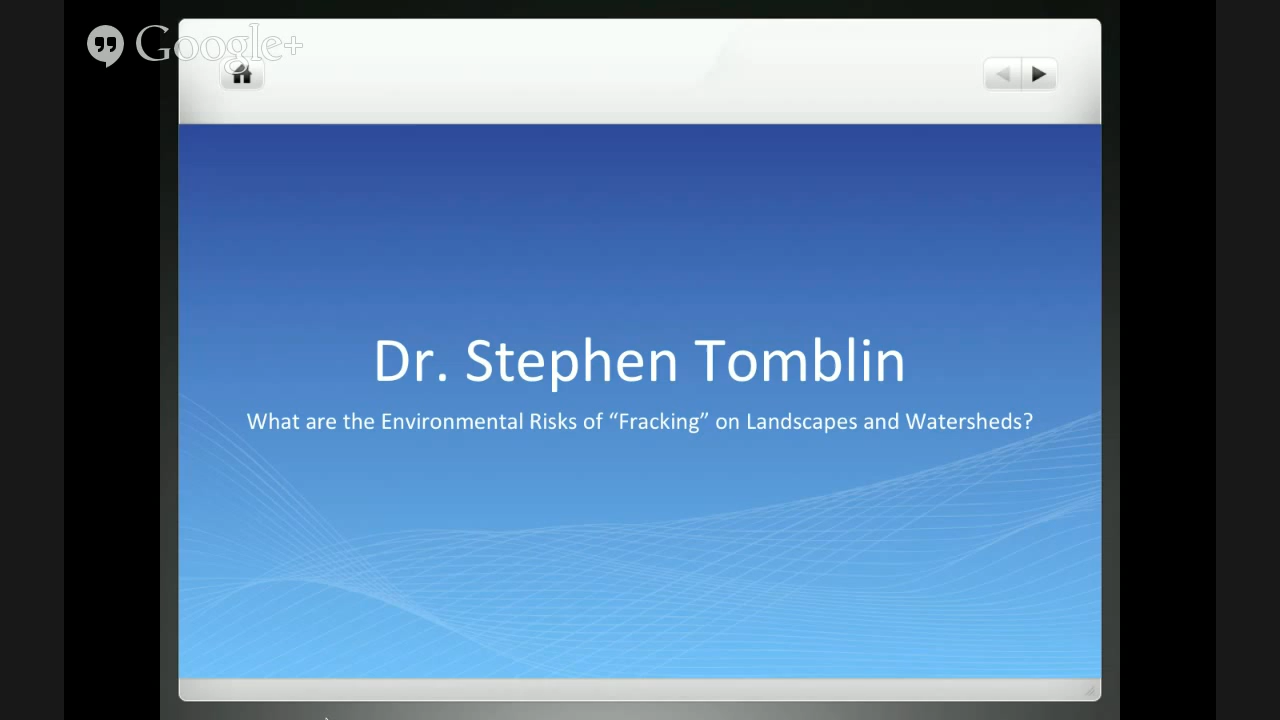 Google+
Dr. Stephen Tomblin
What are the Environmental Risks of “Fracking” on Landscapes and Watersheds?